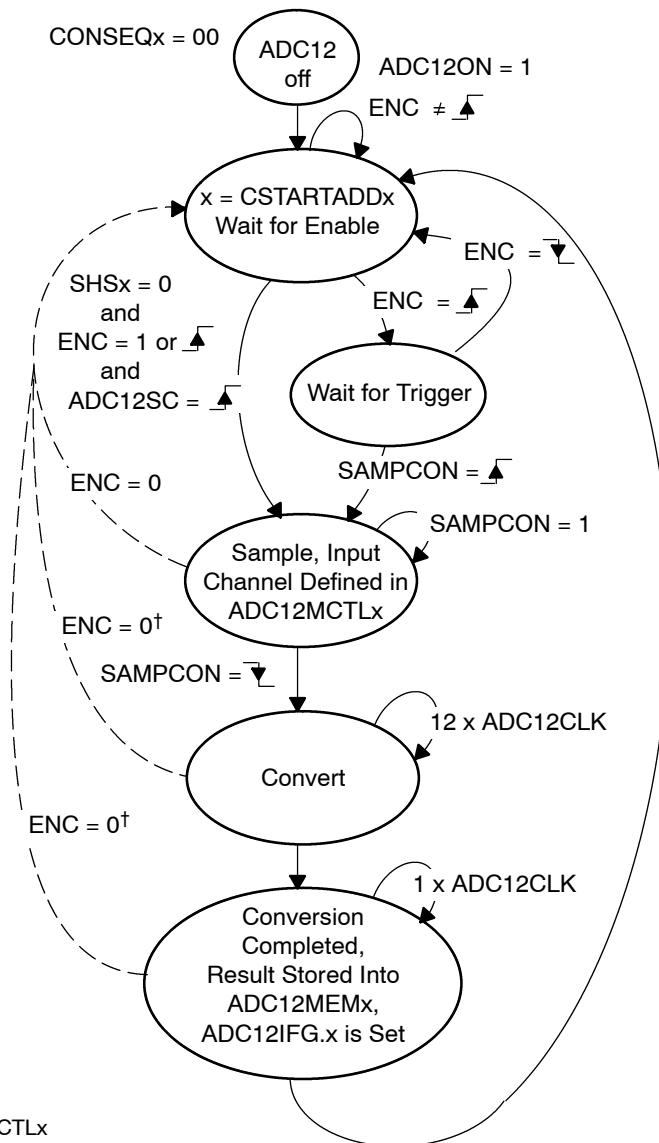 CONSEQx = 00
ADC12
off
ADC12ON = 1
ENC ≠
x = CSTARTADDx
Wait for Enable
ENC =
SHSx = 0
and
ENC = 1 or
and
ADC12SC =
ENC =
Wait for Trigger
SAMPCON =
ENC = 0
SAMPCON = 1
Sample, Input
Channel Defined in
ADC12MCTLx
ENC = 0†
SAMPCON =
12 x ADC12CLK
Convert
ENC = 0†
1 x ADC12CLK
Conversion
Completed,
Result Stored Into
ADC12MEMx,
ADC12IFG.x is Set
CTLx